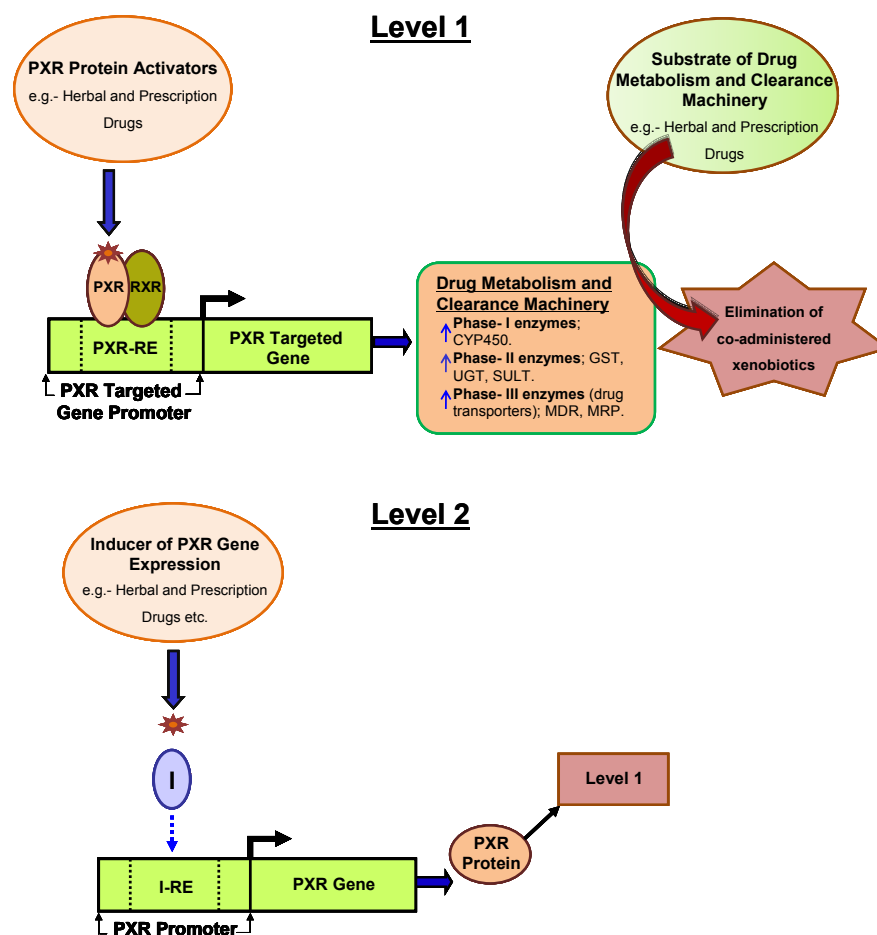 Level 1
PXR Protein Activators
e.g.- Herbal and Prescription
Drugs
Substrate of Drug
Metabolism and Clearance
Machinery
e.g.- Herbal and Prescription
Drugs
PXR
RXR
PXR-RE
PXR Targeted
Gene
PXR Targeted
Gene Promoter
Drug Metabolism and
Clearance Machinery
Phase- I enzymes;
CYP450.
Phase- II enzymes; GST,
UGT, SULT.
Phase- III enzymes (drug
transporters); MDR, MRP.
Elimination of
co-administered
xenobiotics
Level 2
Inducer of PXR Gene
Expression
e.g.- Herbal and Prescription
Drugs etc.
I
I-RE
PXR Gene
PXR Promoter
PXR
Protein
Level 1